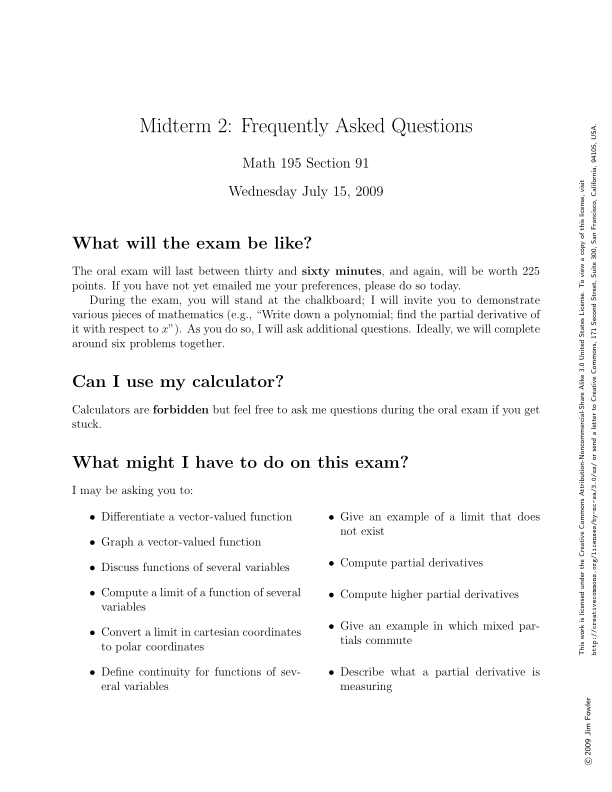 Midterm 2: Frequently Asked Questions
Math 195 Section 91
Wednesday July 15, 2009
What will the exam be like?
The oral exam will last between thirty and sixty minutes, and again, will be worth 225
points. If you have not yet emailed me your preferences, please do so today.
During the exam, you will stand at the chalkboard; I will invite you to demonstrate
various pieces of mathematics (e.g., “Write down a polynomial; find the partial derivative of
it with respect to x”). As you do so, I will ask additional questions. Ideally, we will complete
around six problems together.
Can I use my calculator?
Calculators are forbidden but feel free to ask me questions during the oral exam if you get
stuck.
What might I have to do on this exam?
I may be asking you to:
• Differentiate a vector-valued function
• Graph a vector-valued function
• Discuss functions of several variables
• Compute a limit of a function of several
variables
• Convert a limit in cartesian coordinates
to polar coordinates
• Define continuity for functions of sev-
eral variables
• Give an example of a limit that does
not exist
• Compute partial derivatives
• Compute higher partial derivatives
• Give an example in which mixed par-
tials commute
• Describe what a partial derivative is
measuring
This work is licensed under the Creative Commons Attribution-Noncommercial-Share Alike 3.0 United States License. To view a copy of this license, visit
http://creativecommons.org/licenses/by-nc-sa/3.0/us/ or send a letter to Creative Commons, 171 Second Street, Suite 300, San Francisco, California, 94105, USA.
© 2009 Jim Fowler